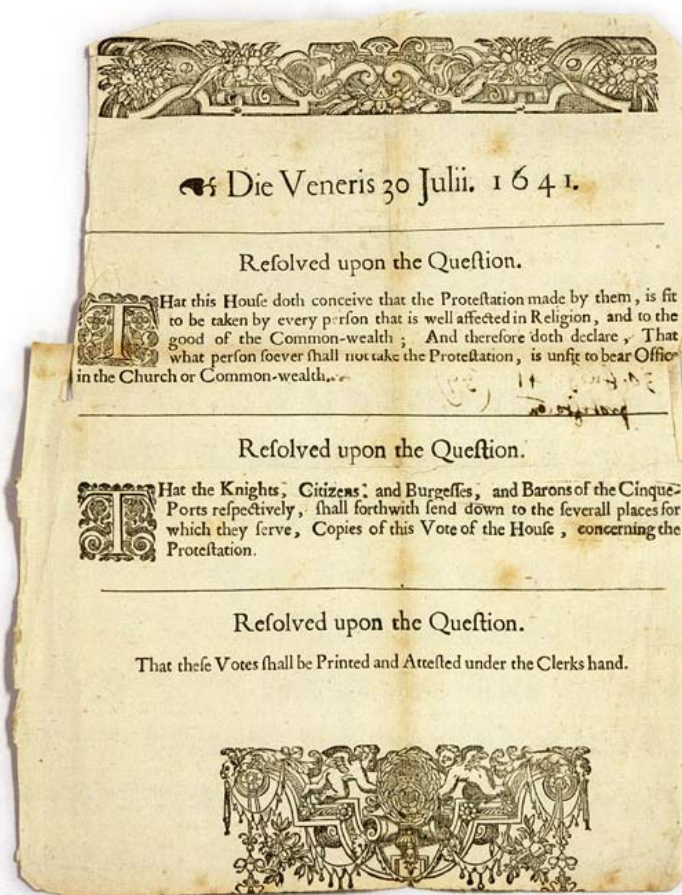 Die Veneris 30 Julii. 1641.
Reſolved upon the Queſtion.
THat this Houſe doth conceive that the Proteſtation made by them, is fit
to be taken by every perſon that is well affected in Religion, and to the
good of the Common-wealth; And therefore doth declare, That
what perſon ſoever ſhall not take the Proteſtation, is unfit to bear Office
in the Church or Common-wealth.
Reſolved upon the Queſtion.
THat the Knights, Citizens, and Burgeſſes, and Barons of the Cinque-
Ports reſpectively, ſhall forthwith ſend down to the ſeverall places for
which they ſerve, Copies of this Vote of the Houſe, concerning the
Proteſtation.
Reſolved upon the Queſtion.
That theſe Votes ſhall be Printed and Atteſted under the Clerks hand.